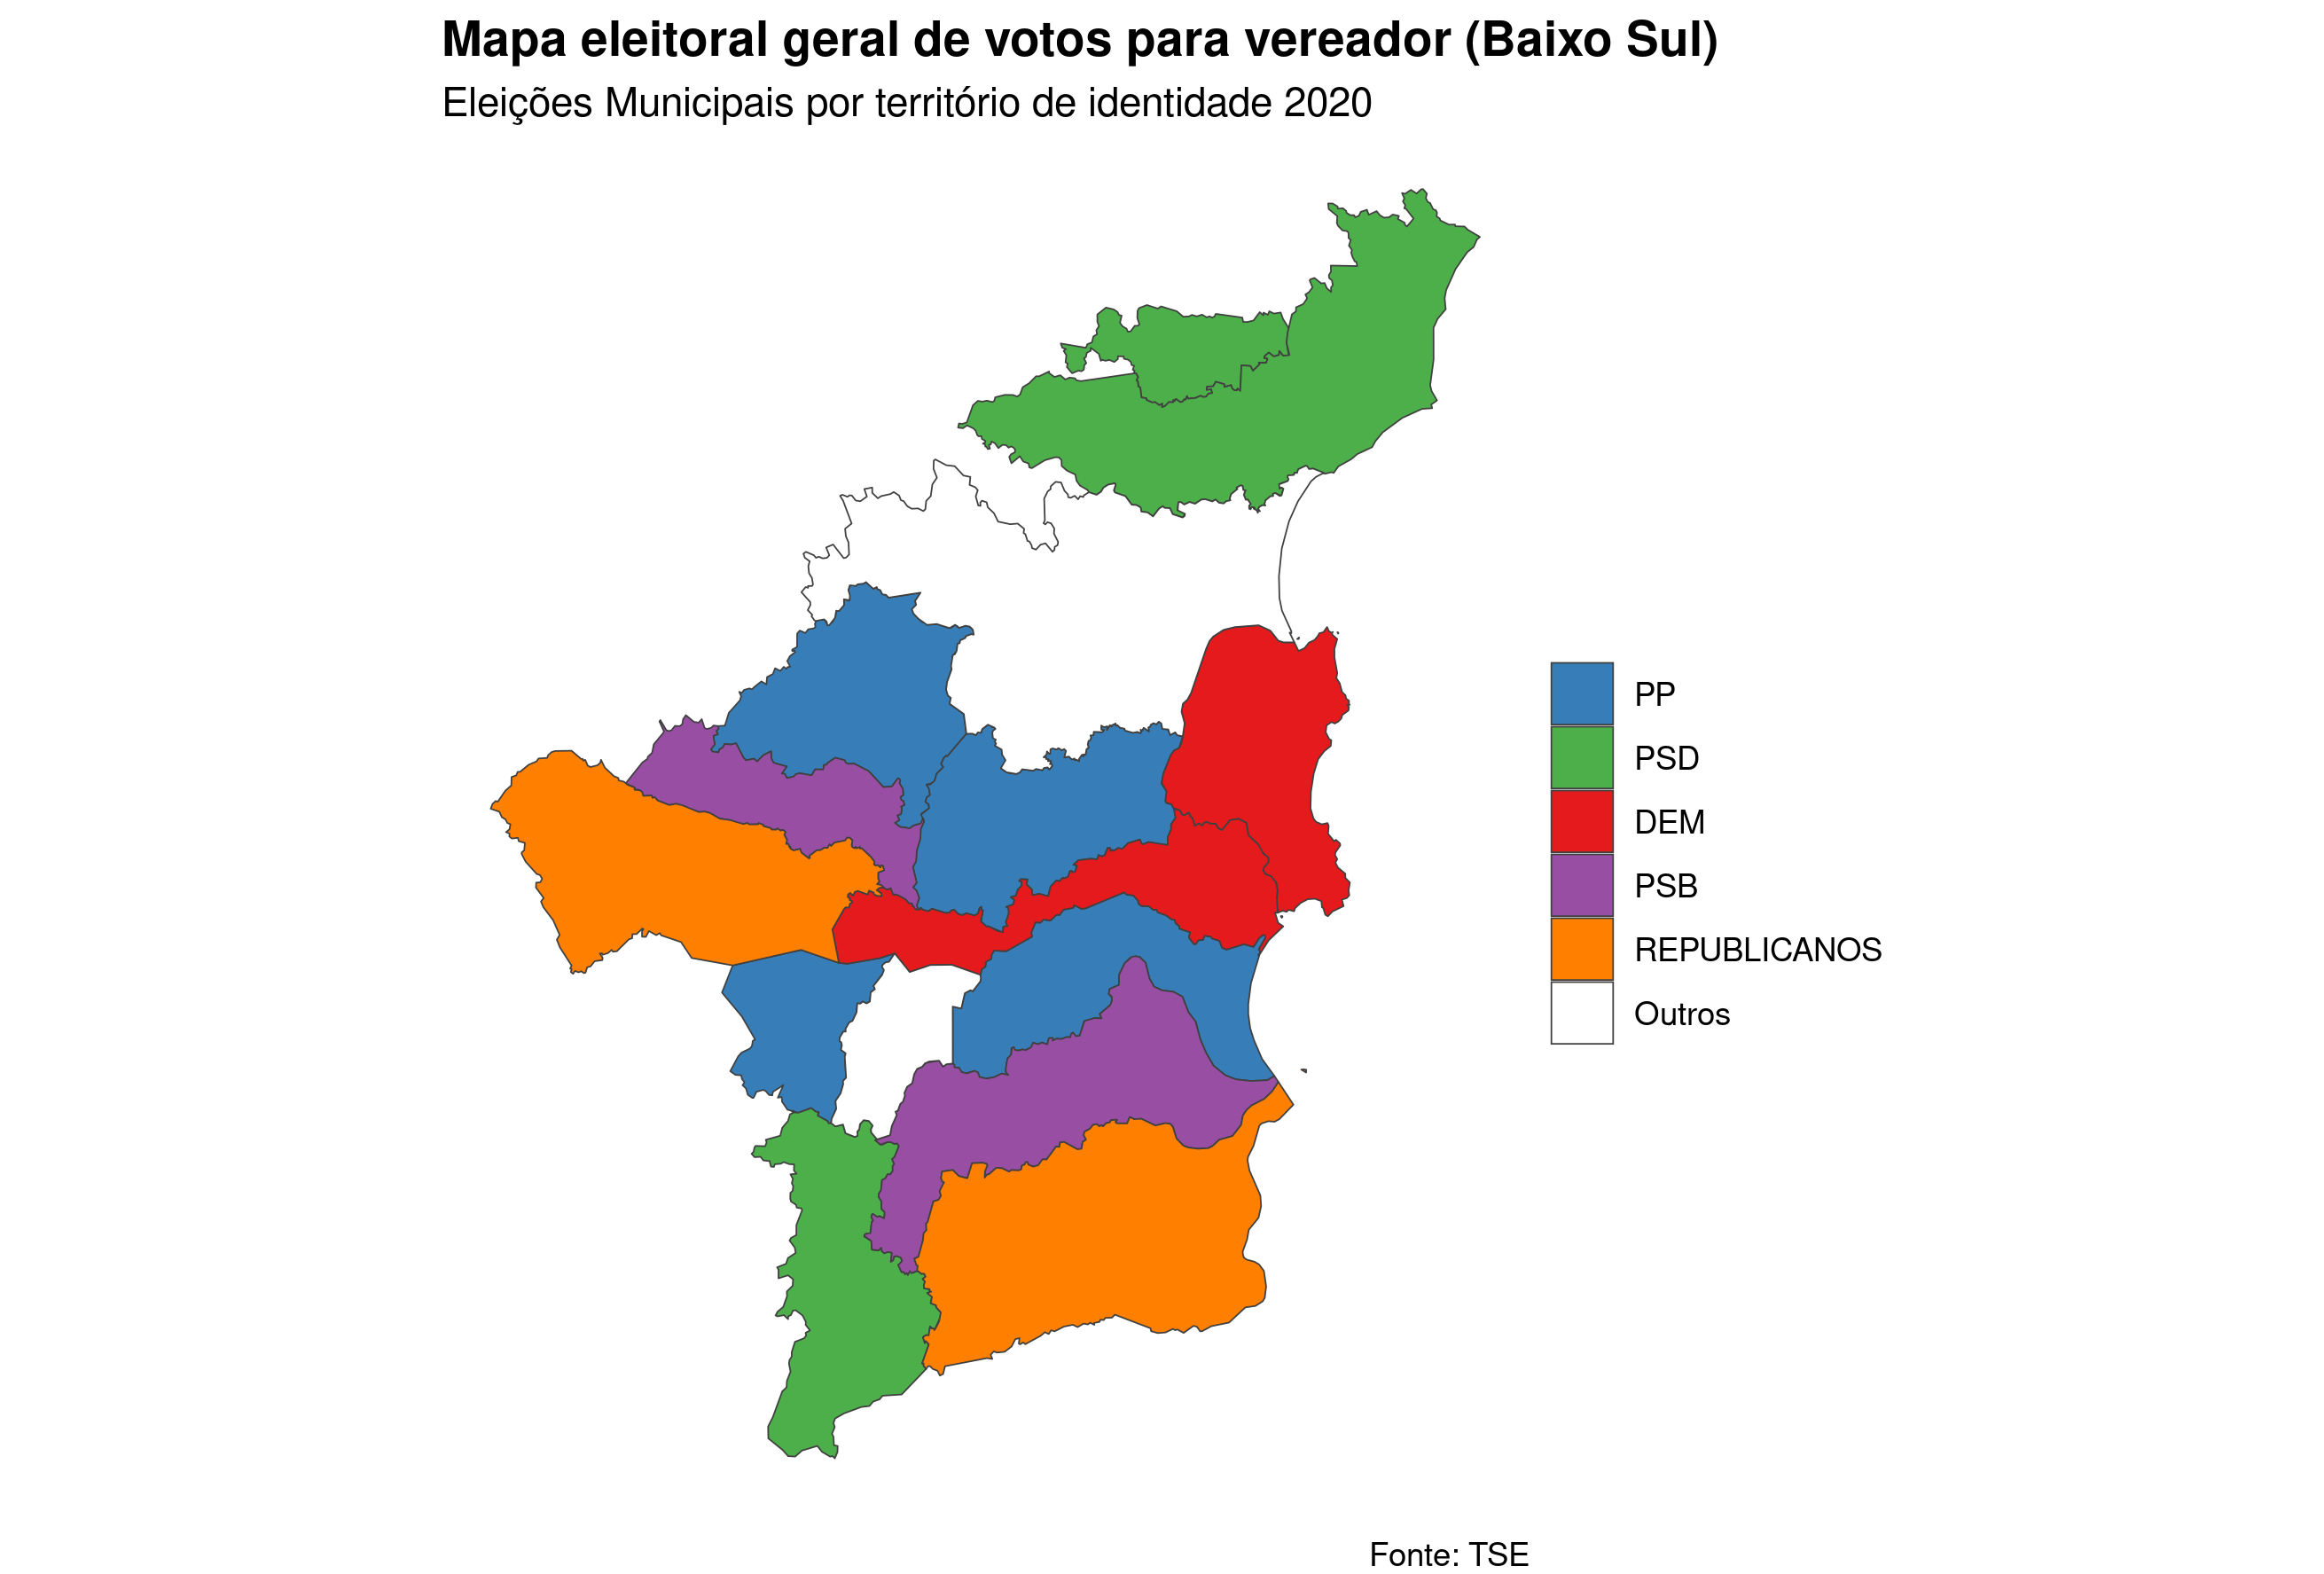 Mapa eleitoral geral de votos para vereador (Baixo Sul)
Eleições Municipais por território de identidade 2020
PP
PSD
DEM
PSB
REPUBLICANOS
Outros
Fonte: TSE